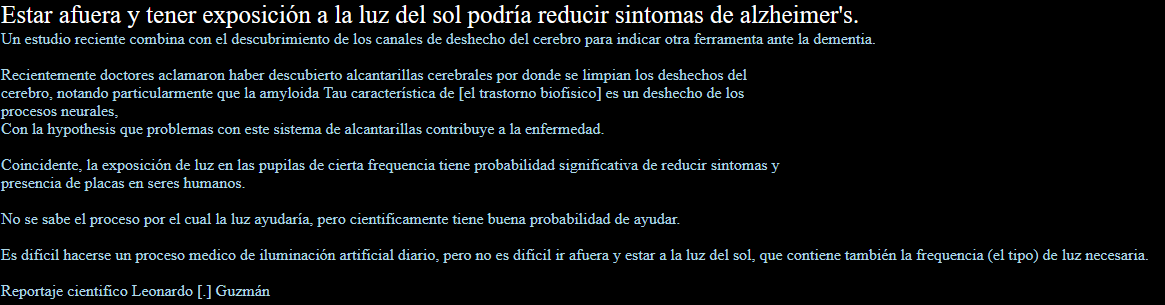 Estar afuera y tener exposición a la luz del sol podría reducir sintomas de alzheimer's.
Un estudio reciente combina con el descubrimiento de los canales de deshecho del cerebro para indicar otra ferramenta ante la dementia.
Recientemente doctores aclamaron haber descubierto alcantarillas cerebrales por donde se limpian los deshechos del
cerebro, notando particularmente que la amyloida Tau característica de [el trastorno biofísico] es un deshecho de los
procesos neurales,
Con la hypothesis que problemas con este sistema de alcantarillas contribuye a la enfermedad.
Coincidente, la exposición de luz en las pupilas de cierta frequencia tiene probabilidad significativa de reducir sintomas y
presencia de placas en seres humanos.
No se sabe el proceso por el cual la luz ayudaría, pero cientificamente tiene buena probabilidad de ayudar.
Es difícil hacerse un proceso medico de iluminación artificial diario, pero no es difícil ir afuera y estar a la luz del sol, que contiene también la frequencia (el tipo) de luz necesaria.
Reportaje cientifico Leonardo [.] Guzmán